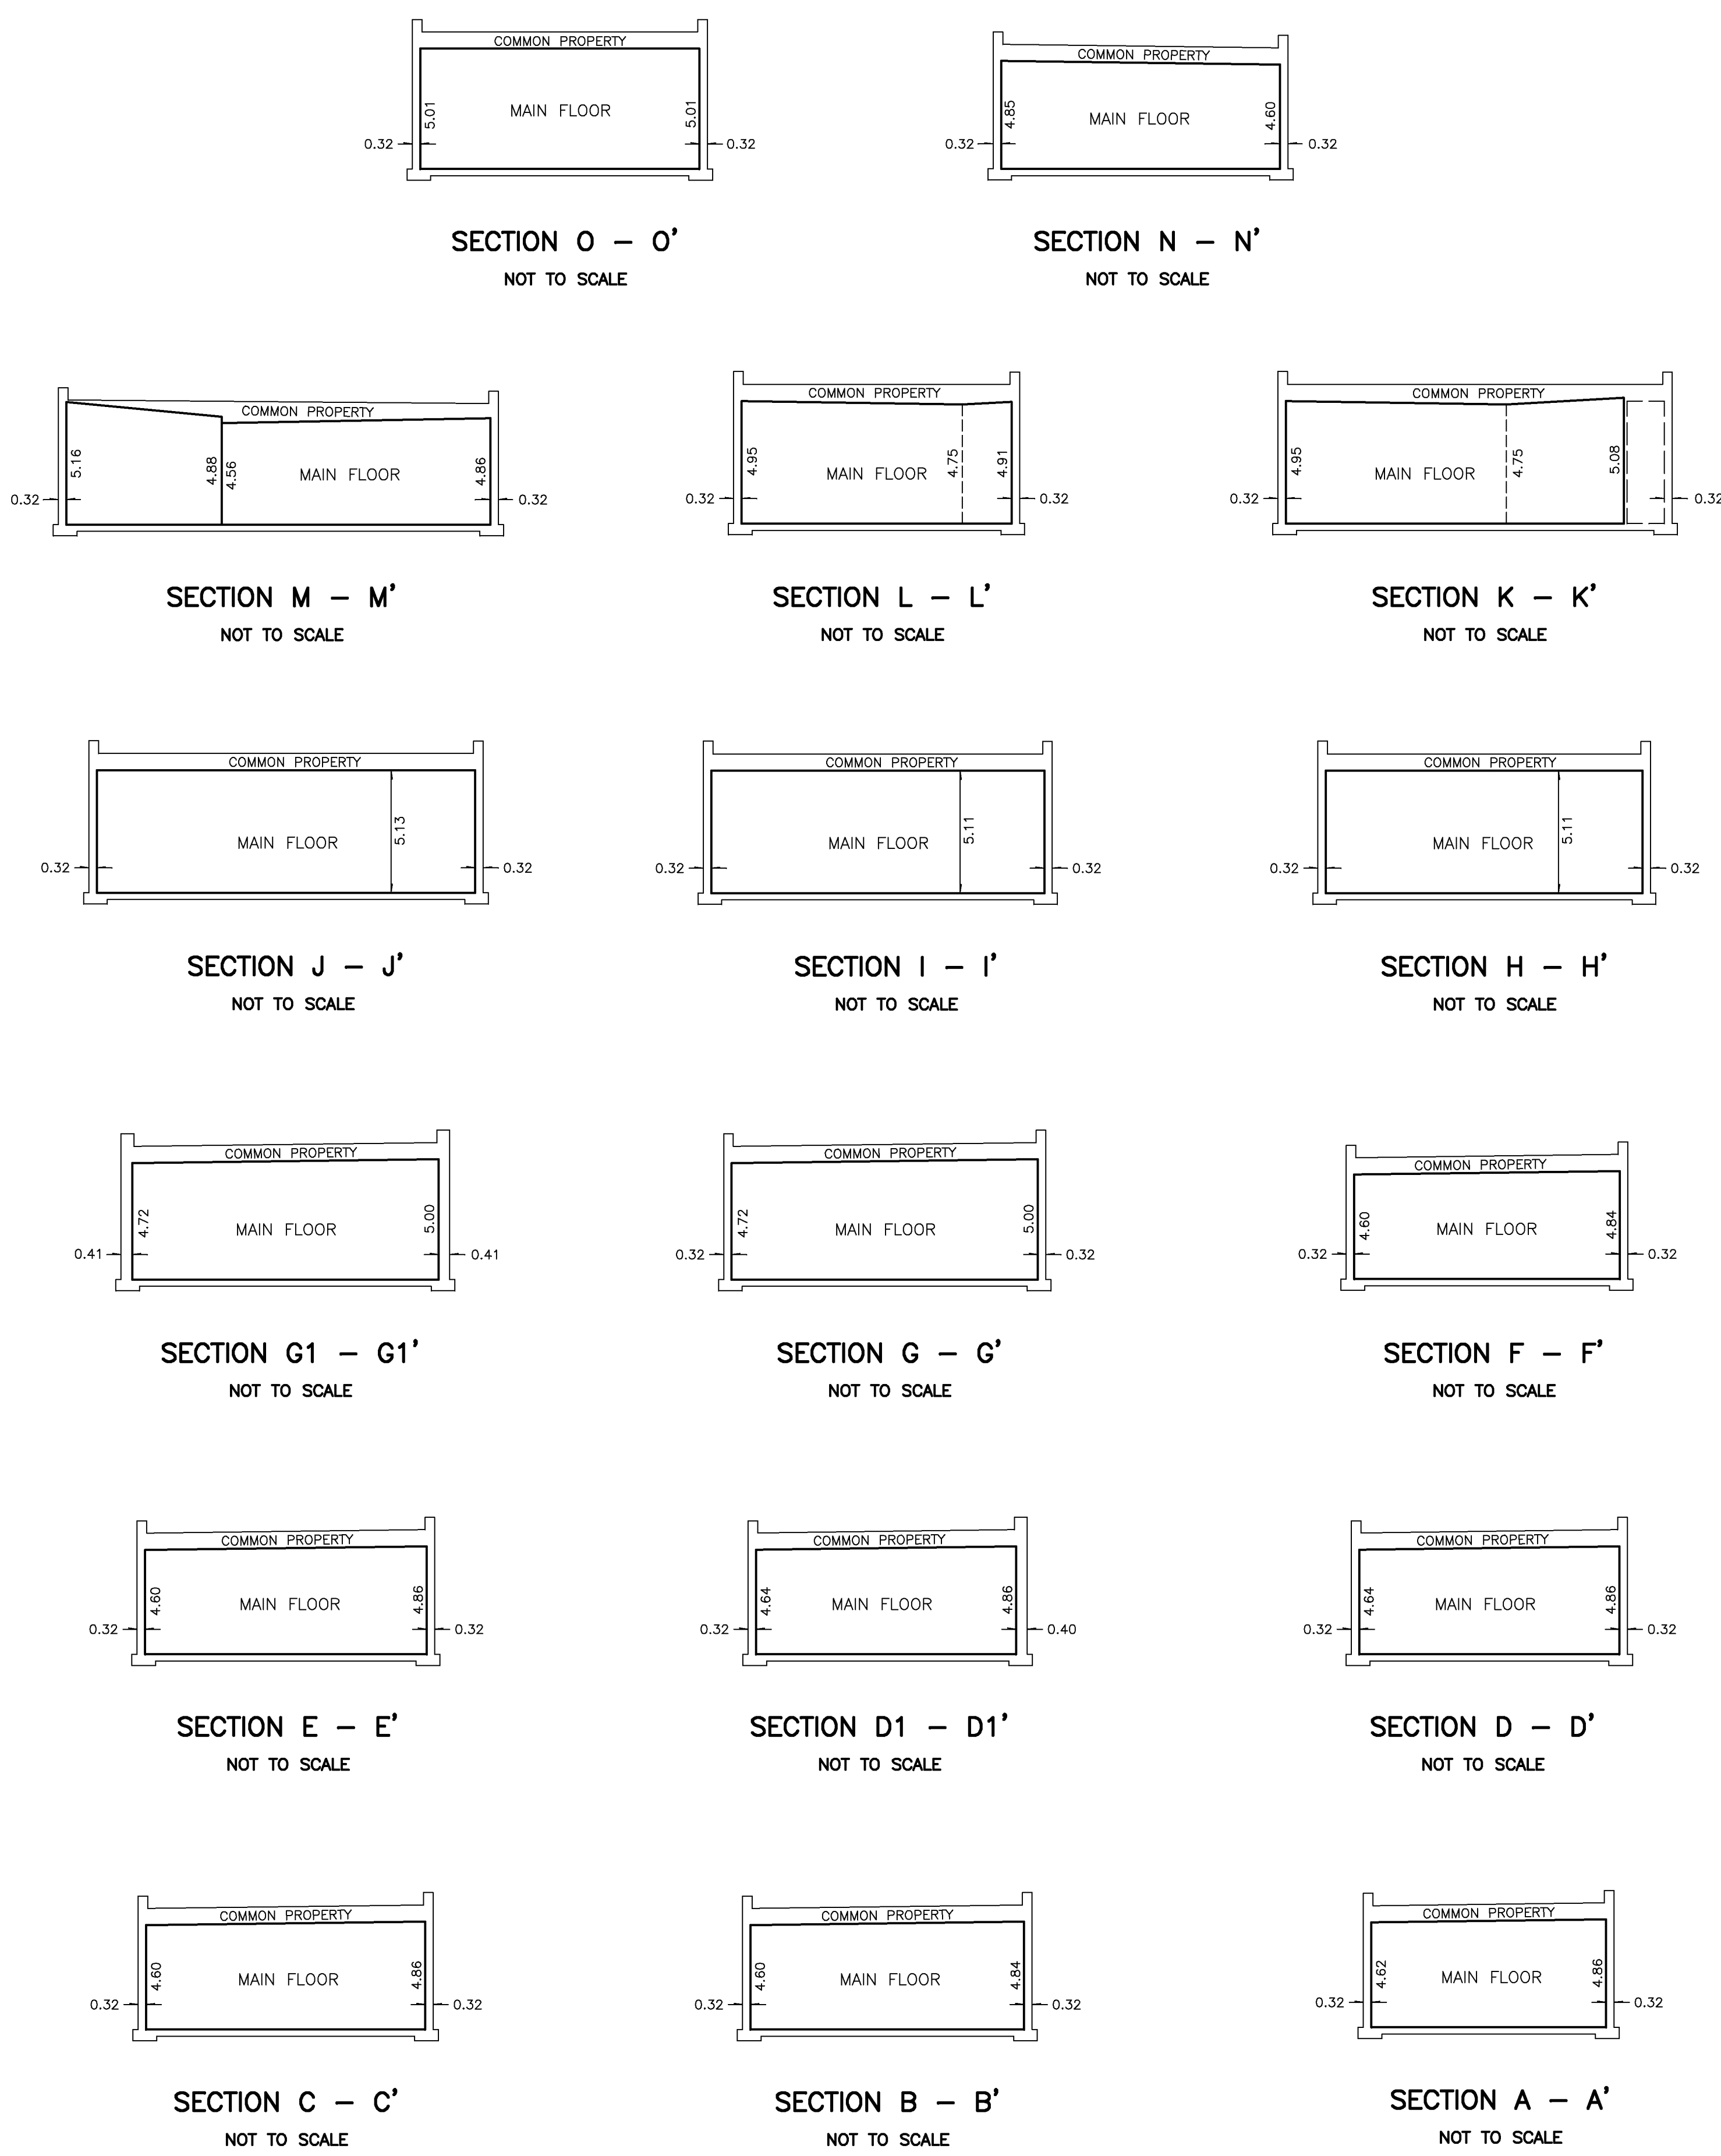 COMMON PROPERTY
MAIN FLOOR
5.01
5.01
0.32
0.32
SECTION O – O'
NOT TO SCALE
COMMON PROPERTY
MAIN FLOOR
4.85
4.60
0.32
0.32
SECTION N – N'
NOT TO SCALE
COMMON PROPERTY
MAIN FLOOR
5.16
4.88
4.56
4.86
0.32
0.32
SECTION M – M'
NOT TO SCALE
COMMON PROPERTY
MAIN FLOOR
4.95
4.75
4.91
0.32
0.32
SECTION L – L'
NOT TO SCALE
COMMON PROPERTY
MAIN FLOOR
4.95
4.75
5.08
0.32
0.32
SECTION K – K'
NOT TO SCALE
COMMON PROPERTY
MAIN FLOOR
5.13
0.32
0.32
SECTION J – J'
NOT TO SCALE
COMMON PROPERTY
MAIN FLOOR
5.11
0.32
0.32
SECTION I – I'
NOT TO SCALE
COMMON PROPERTY
MAIN FLOOR
5.11
0.32
0.32
SECTION H – H'
NOT TO SCALE
COMMON PROPERTY
MAIN FLOOR
4.72
5.00
0.41
0.41
SECTION G1 – G1'
NOT TO SCALE
COMMON PROPERTY
MAIN FLOOR
4.72
5.00
0.32
0.32
SECTION G – G'
NOT TO SCALE
COMMON PROPERTY
MAIN FLOOR
4.60
4.84
0.32
0.32
SECTION F – F'
NOT TO SCALE
COMMON PROPERTY
MAIN FLOOR
4.60
4.86
0.32
0.32
SECTION E – E'
NOT TO SCALE
COMMON PROPERTY
MAIN FLOOR
4.64
4.86
0.32
0.40
SECTION D1 – D1'
NOT TO SCALE
COMMON PROPERTY
MAIN FLOOR
4.64
4.86
0.32
0.32
SECTION D – D'
NOT TO SCALE
COMMON PROPERTY
MAIN FLOOR
4.60
4.86
0.32
0.32
SECTION C – C'
NOT TO SCALE
COMMON PROPERTY
MAIN FLOOR
4.60
4.84
0.32
0.32
SECTION B – B'
NOT TO SCALE
COMMON PROPERTY
MAIN FLOOR
4.62
4.86
0.32
0.32
SECTION A – A'
NOT TO SCALE